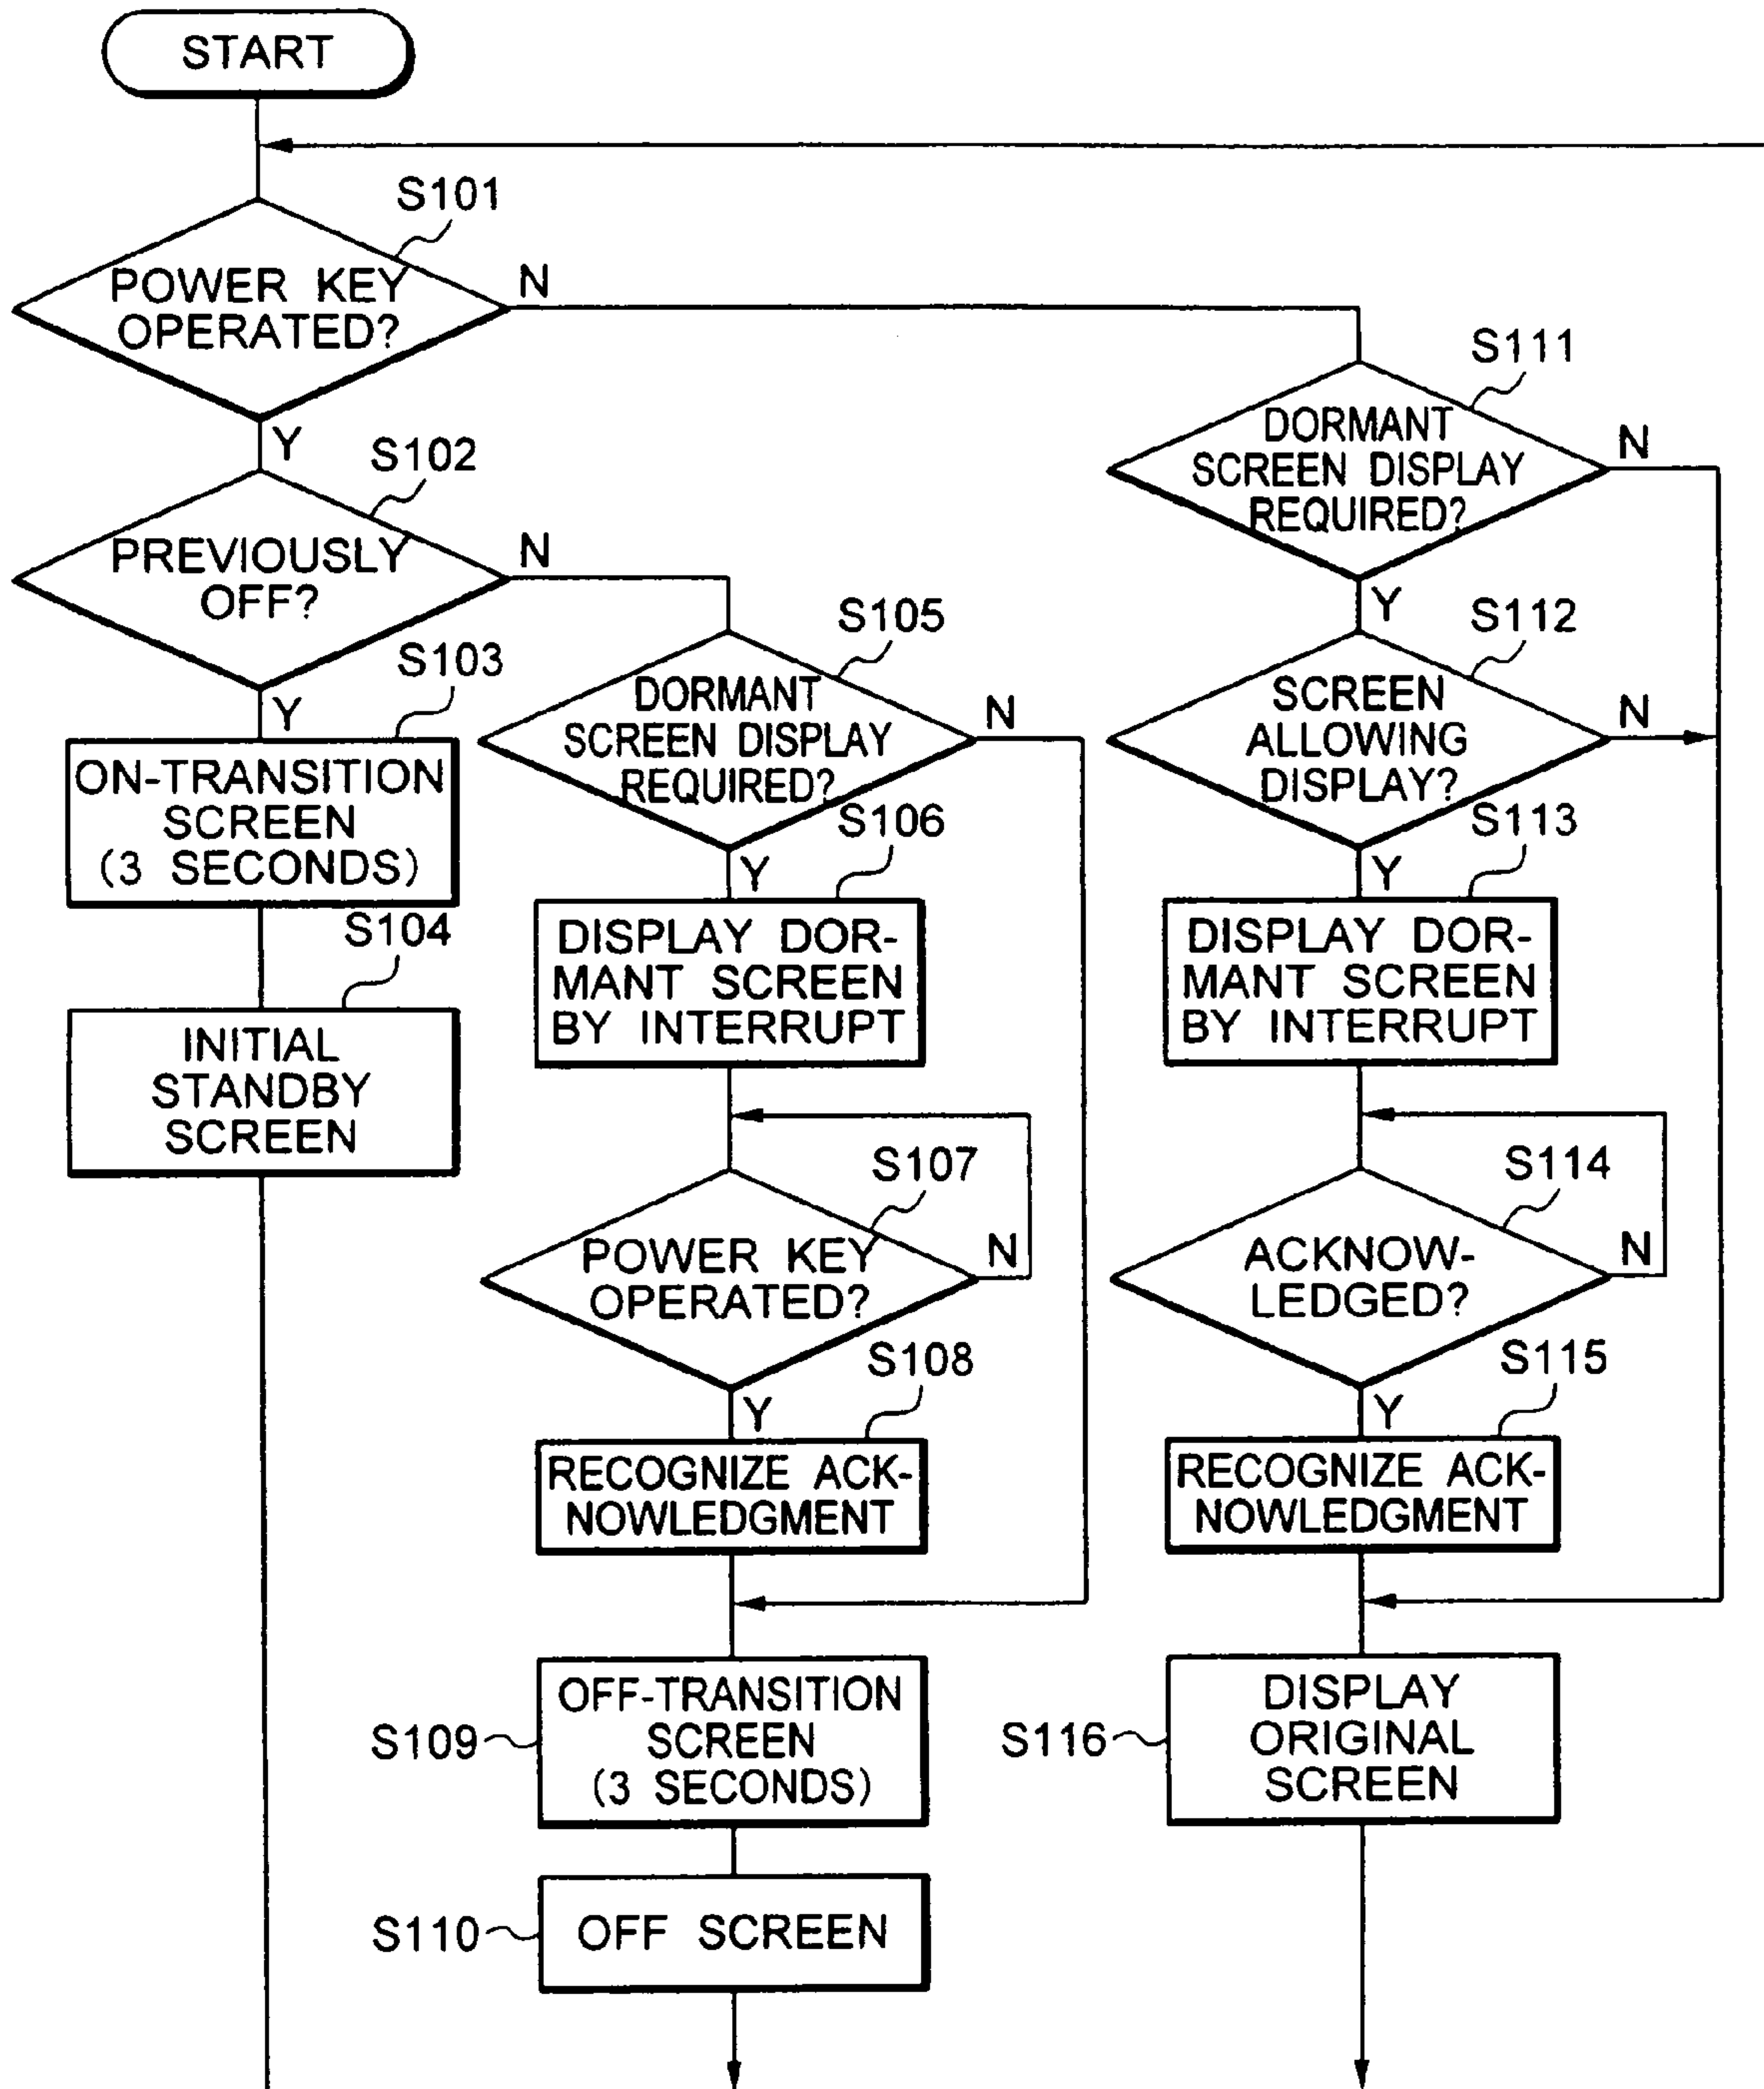 START
S101
POWER KEY
OPERATED?
N
Y
S102
PREVIOUSLY
OFF?
N
Y
S103
ON-TRANSITION
SCREEN
(3 SECONDS)
S104
INITIAL
STANDBY
SCREEN
S105
DORMANT
SCREEN DISPLAY
REQUIRED?
N
Y
S106
DISPLAY DOR-
MANT SCREEN
BY INTERRUPT
S107
POWER KEY
OPERATED?
N
Y
S108
RECOGNIZE ACK-
NOWLEDGMENT
S109
OFF-TRANSITION
SCREEN
(3 SECONDS)
S110
OFF SCREEN
S111
DORMANT
SCREEN DISPLAY
REQUIRED?
N
Y
S112
SCREEN
ALLOWING
DISPLAY?
N
Y
S113
DISPLAY DOR-
MANT SCREEN
BY INTERRUPT
S114
ACKNOW-
LEDGED?
N
Y
S115
RECOGNIZE ACK-
NOWLEDGMENT
S116
DISPLAY
ORIGINAL
SCREEN